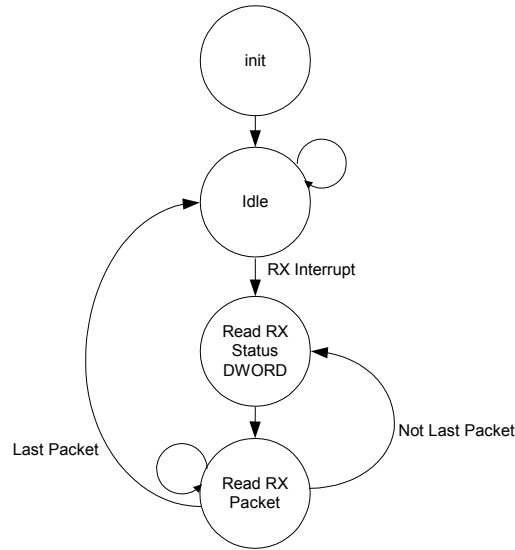 init
Idle
RX Interrupt
Read RX
Status
DWORD
Not Last Packet
Last Packet
Read RX
Packet